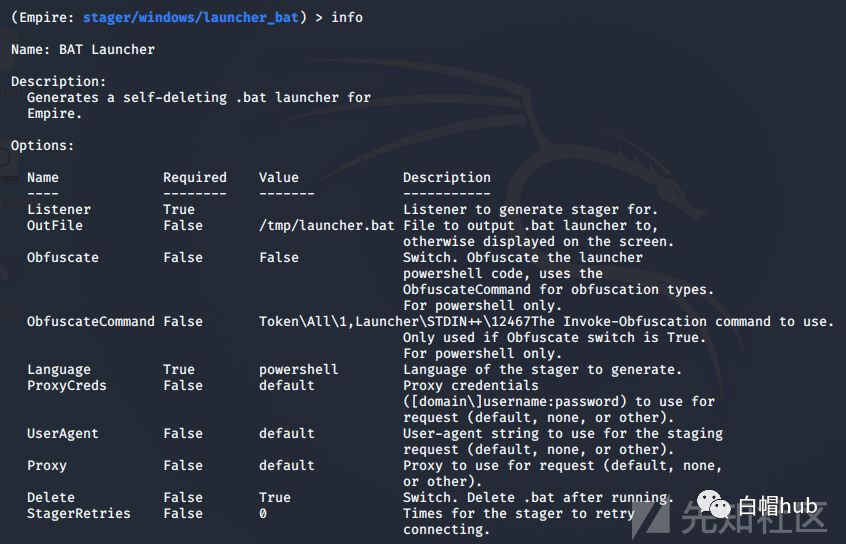 (Empire: stager/windows/launcher_bat) > info
Name: BAT Launcher
Description:
Generates a self-deleting .bat launcher for
Empire.
Options:
Name Required Value Description
---- -------- ------- -----------
Listener True Listener to generate stager for.
OutFile False /tmp/launcher.bat File to output .bat launcher to,
otherwise displayed on the screen.
Obfuscate False False Switch. Obfuscate the launcher
powershell code, uses the
ObfuscateCommand for obfuscation types.
For powershell only.
ObfuscateCommand False Token\All\1,Launcher\STDIN++\12467The Invoke-Obfuscation command to use.
Only used if Obfuscate switch is True.
For powershell only.
Language True powershell Language of the stager to generate.
ProxyCreds False default Proxy credentials
([domain\]username:password) to use for
request (default, none, or other).
UserAgent False default User-agent string to use for the staging
request (default, none, or other).
Proxy False default Proxy to use for request (default, none,
or other).
Delete False True Switch. Delete .bat after running.
StagerRetries False 0 Times for the stager to retry
connecting.
白帽hub
先知社区